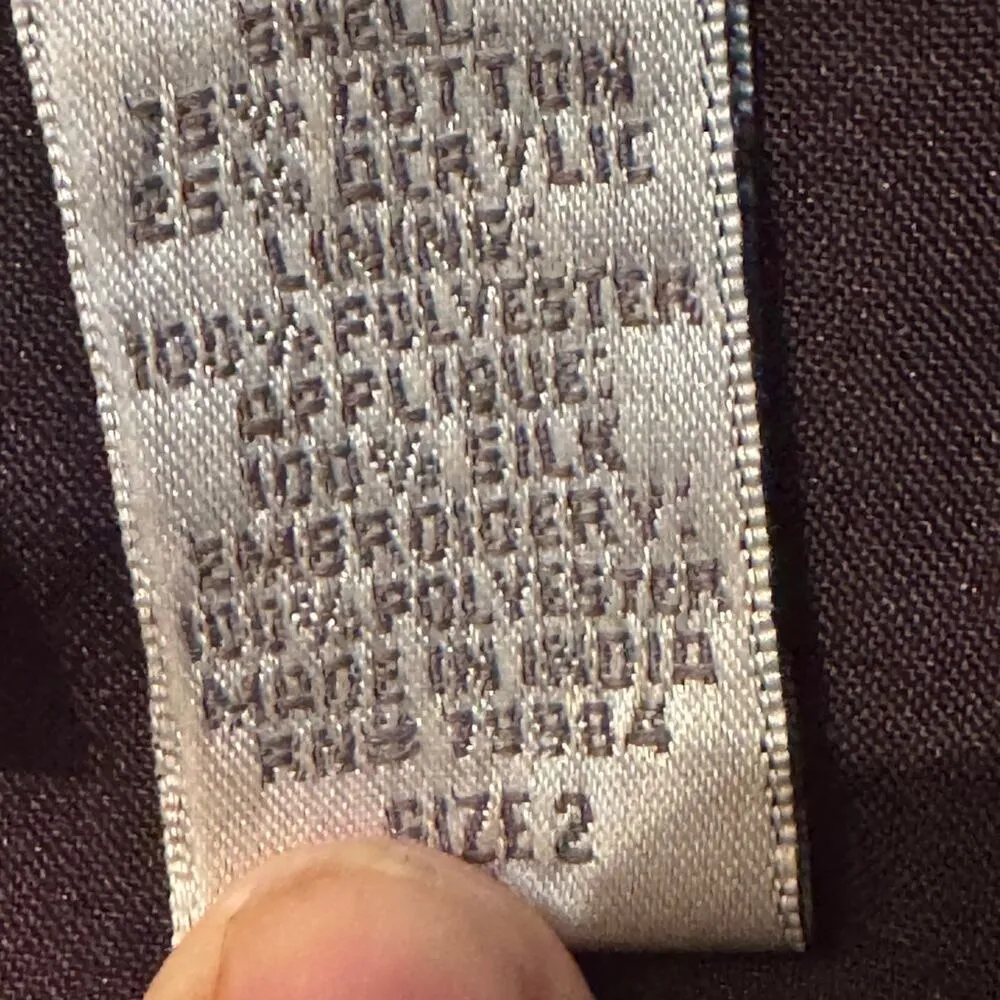 SHELL:
75% COTTON
25% ACRYLIC
LINING:
100% POLYESTER
APPLIQUE:
100% SILK
EMBROIDERY:
100% POLYESTER
MADE IN INDIA
SIZE 2